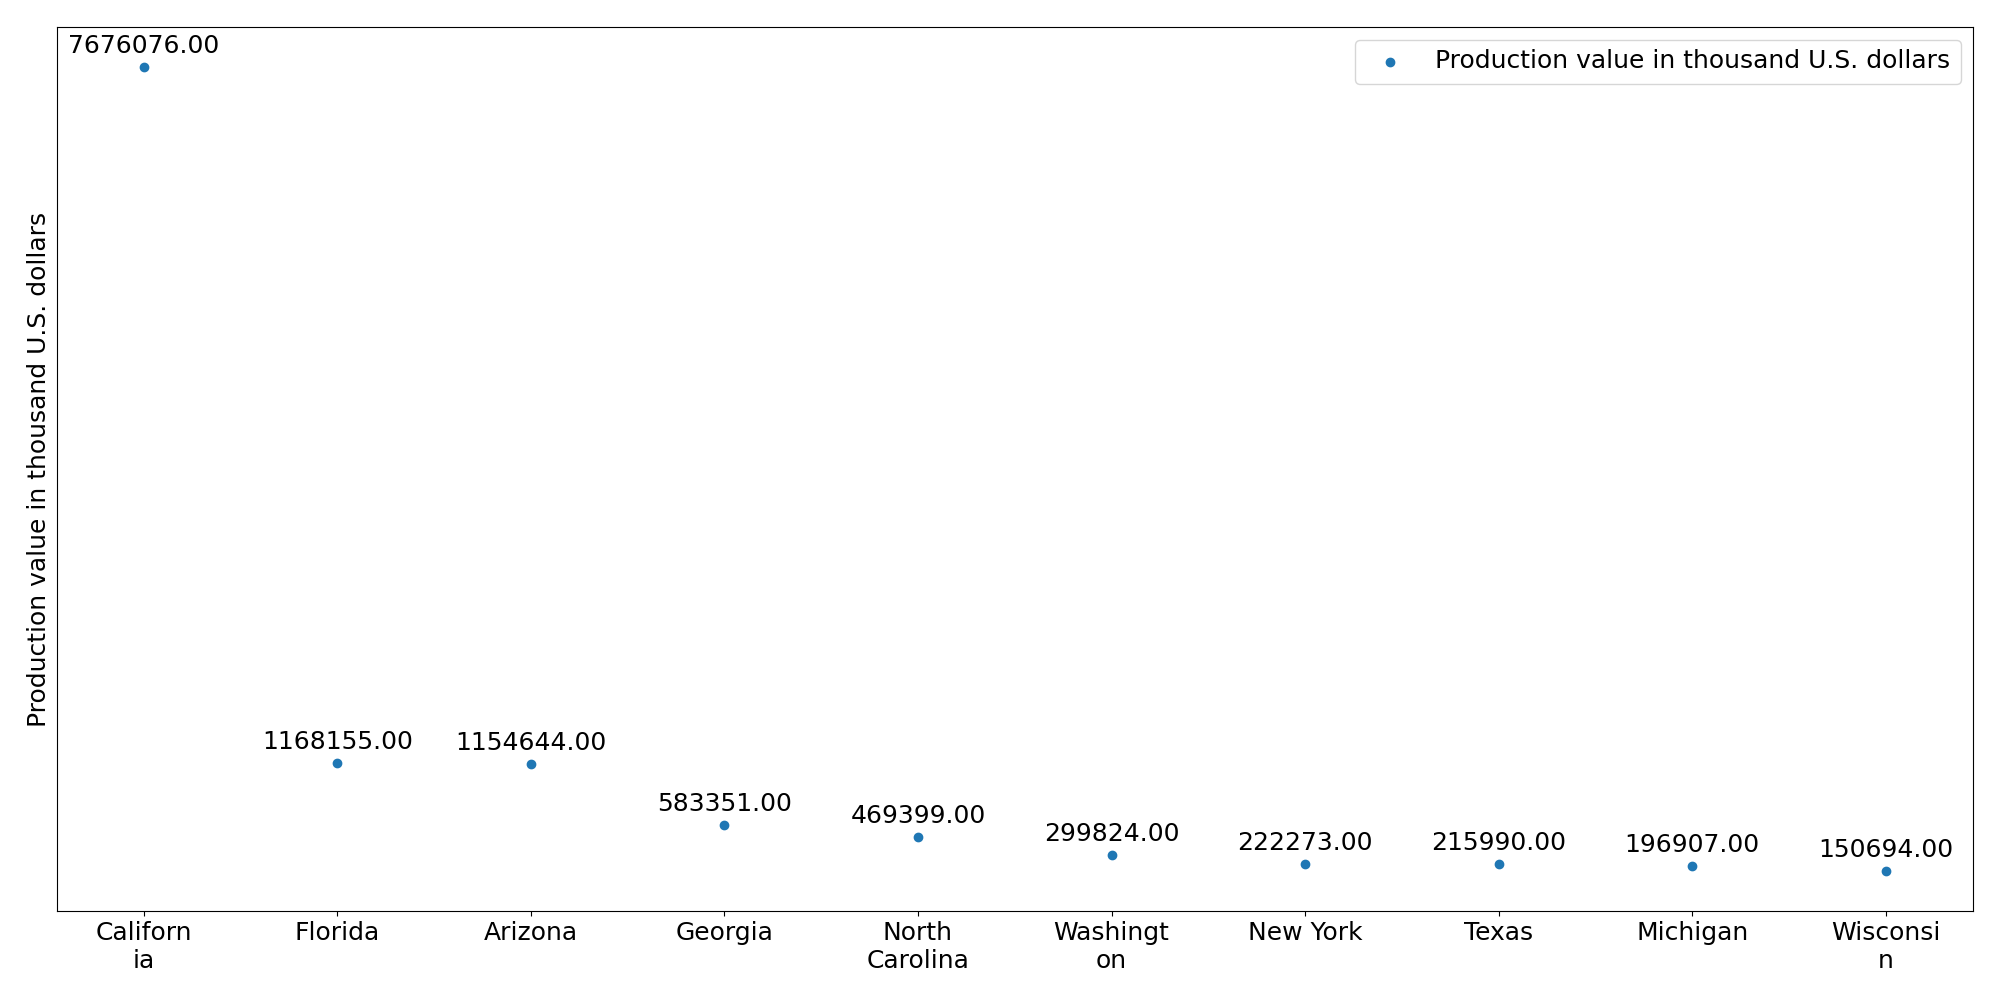 7676076.00
Production value in thousand U.S. dollars
Production value in thousand U.S. dollars
1168155.00
1154644.00
583351.00
469399.00
299824.00
222273.00
215990.00
196907.00
150694.00
Californ
ia
Florida
Arizona
Georgia
North
Carolina
Washingt
on
New York
Texas
Michigan
Wisconsi
n